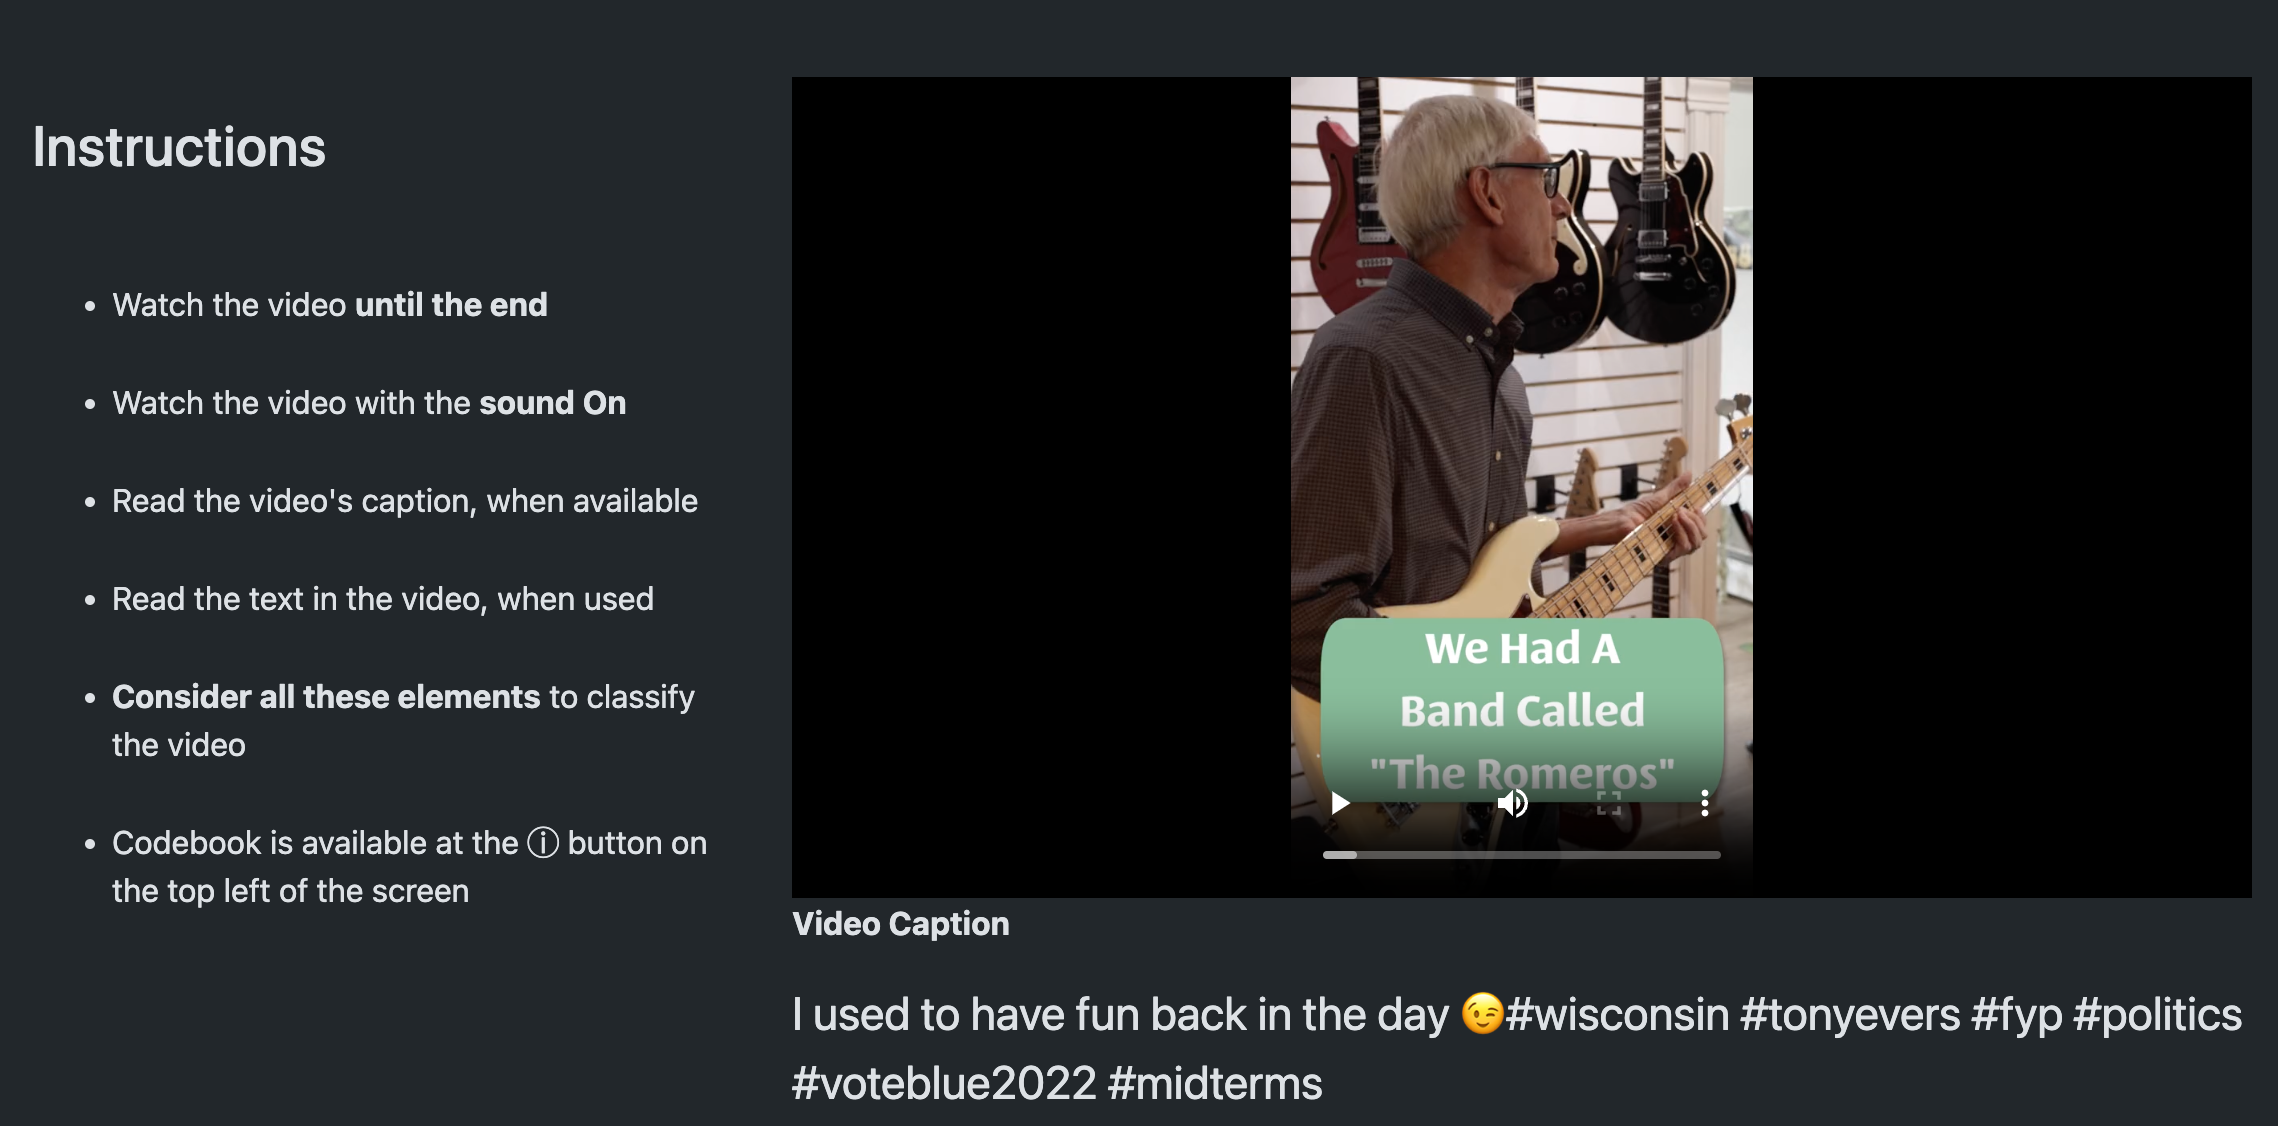 Instructions
Watch the video until the end
Watch the video with the sound On
Read the video's caption, when available
Read the text in the video, when used
Consider all these elements to classify
the video
Codebook is available at the ⓘ button on
the top left of the screen
We Had A
Band Called
"The Romeros"
Video Caption
I used to have fun back in the day 😉#wisconsin #tonyevers #fyp #politics
#voteblue2022 #midterms